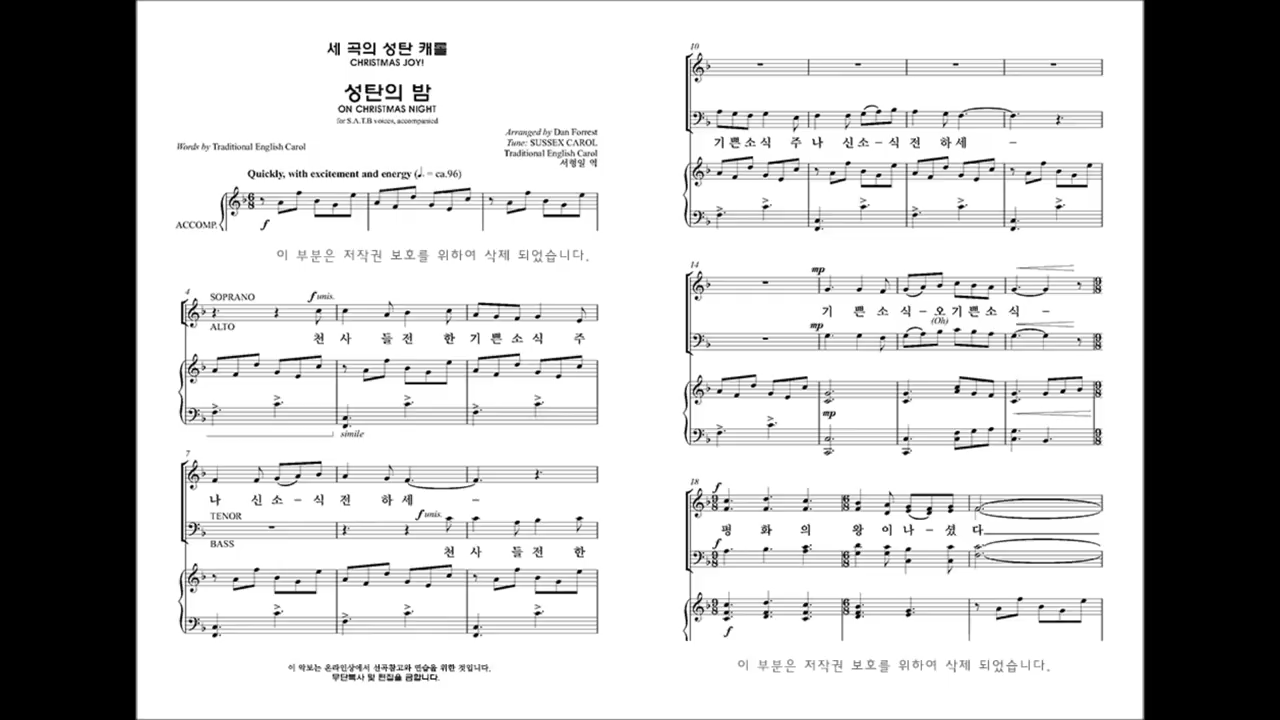 세 곡의 성탄 캐롤
CHRISTMAS JOY!
성탄의 밤
ON CHRISTMAS NIGHT
for S.A.T.B voices, accompanied
Words by Traditional English Carol
Arranged by Dan Forrest
Tune: SUSSEX CAROL
Traditional English Carol
서형일 역
Quickly, with excitement and energy (♩. = ca.96)
ACCOMP.
f
이 부분은 저작권 보호를 위하여 삭제 되었습니다.
4
SOPRANO
f unis.
ALTO
천 사 들 전 한 기 쁜 소 식 주
simile
7
나 신 소 - 식 전 하 세 -
TENOR
f unis.
BASS
천 사 들 전 한
이 악보는 온라인상에서 선곡참고와 연습을 위한 것입니다.
무단복사 및 편집을 금합니다.
10
기 쁜 소 식 주 나 신 소 - 식 전 하 세 -
14
mp
기 쁜 소 식 - 오 기 쁜 소 식 -
mp
(Oh)
mp
18
f
평 화 의 왕 이 나 - 셨 다
f
f
이 부분은 저작권 보호를 위하여 삭제 되었습니다.